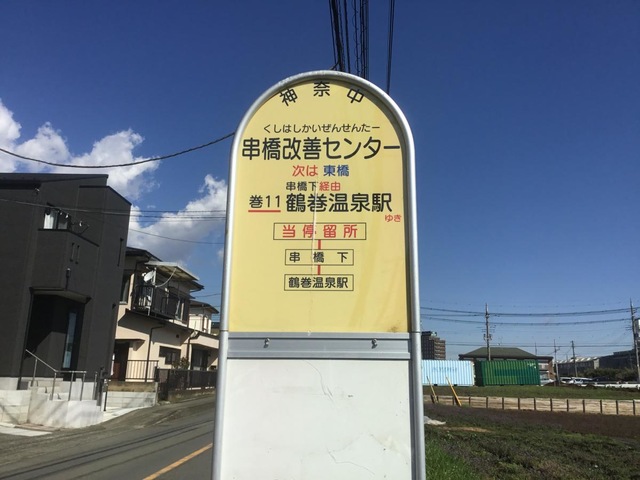 神奈中
くしはしかいぜんせんたー
串橋改善センター
次は 東橋
串橋下経由
巻11 鶴巻温泉駅 ゆき
当停留所
串橋下
鶴巻温泉駅